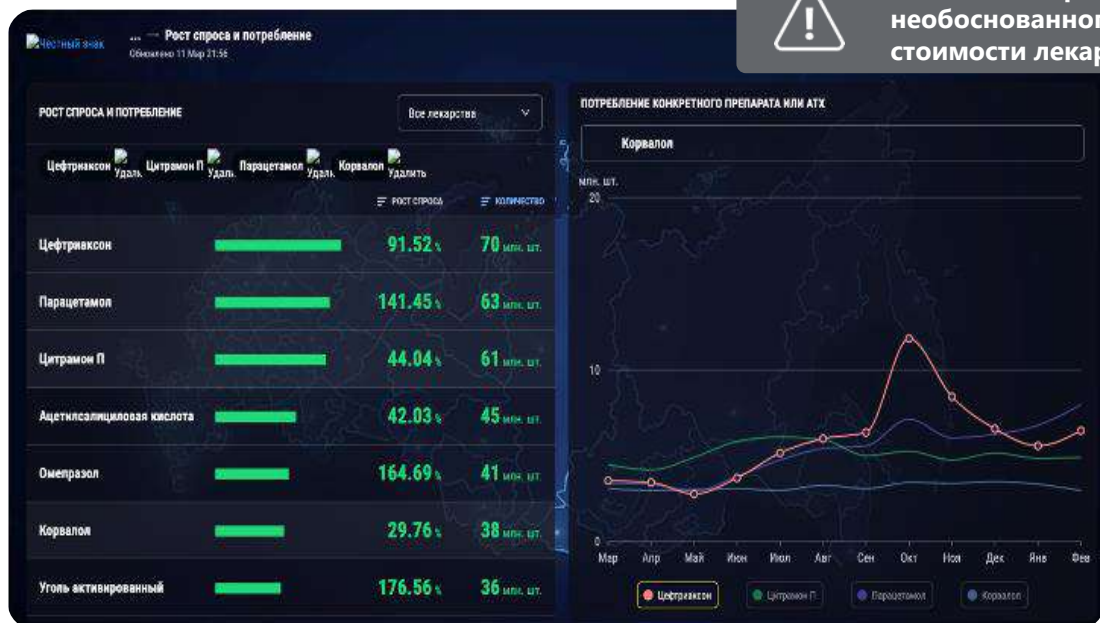 необоснованног
стоимости лекар
Честный знак
... — Рост спроса и потребление
Обновлено 11 Мар 21:56
РОСТ СПРОСА И ПОТРЕБЛЕНИЕ
Все лекарства
Цефтриаксон Удаль Цитрамон П Удаль Парацетамол Удаль Корвалол Удалить
РОСТ СПРОСА КОЛИЧЕСТВО
Цефтриаксон 91.52 % 70 млн. шт.
Парацетамол 141.45 % 63 млн. шт.
Цитрамон П 44.04 % 61 млн. шт.
Ацетилсалициловая кислота 42.03 % 45 млн. шт.
Омепразол 164.69 % 41 млн. шт.
Корвалол 29.76 % 38 млн. шт.
Уголь активированный 176.56 % 36 млн. шт.
ПОТРЕБЛЕНИЕ КОНКРЕТНОГО ПРЕПАРАТА ИЛИ АТХ
Корвалол
млн. шт.
20
10
0
Мар Апр Май Июн Июл Авг Сен Окт Ноя Дек Янв Фев
Цефтриаксон Цитрамон П Парацетамол Корвалол